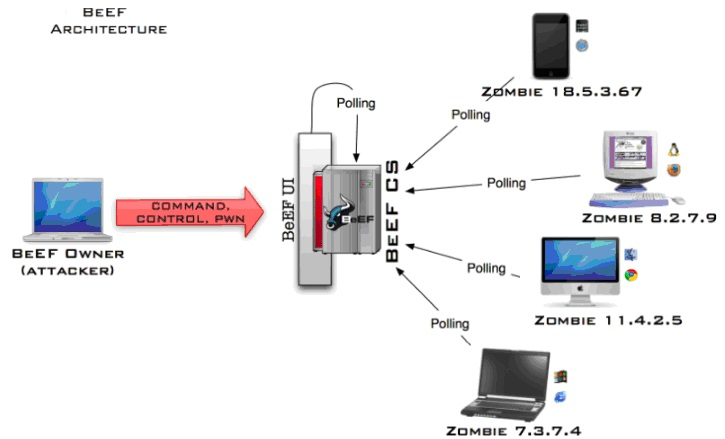 BeEF
Architecture
Zombie 18.5.3.67
Polling
Polling
Polling
Zombie 8.2.7.9
BeEF UI
BeEF
BeEF CS
Command,
Control, Pwn
BeEF Owner
(attacker)
Polling
Zombie 11.4.2.5
Polling
Zombie 7.3.7.4